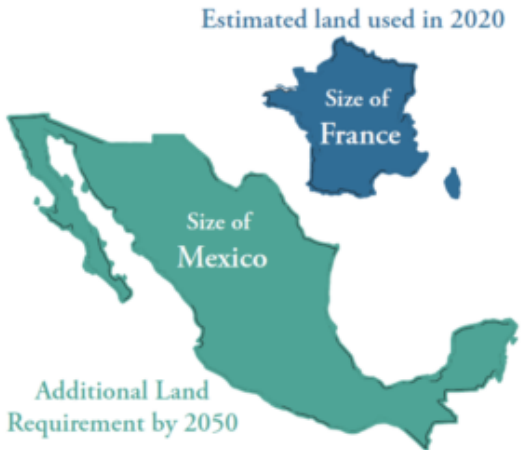 Estimated land used in 2020
Size of
France
Size of
Mexico
Additional Land
Requirement by 2050